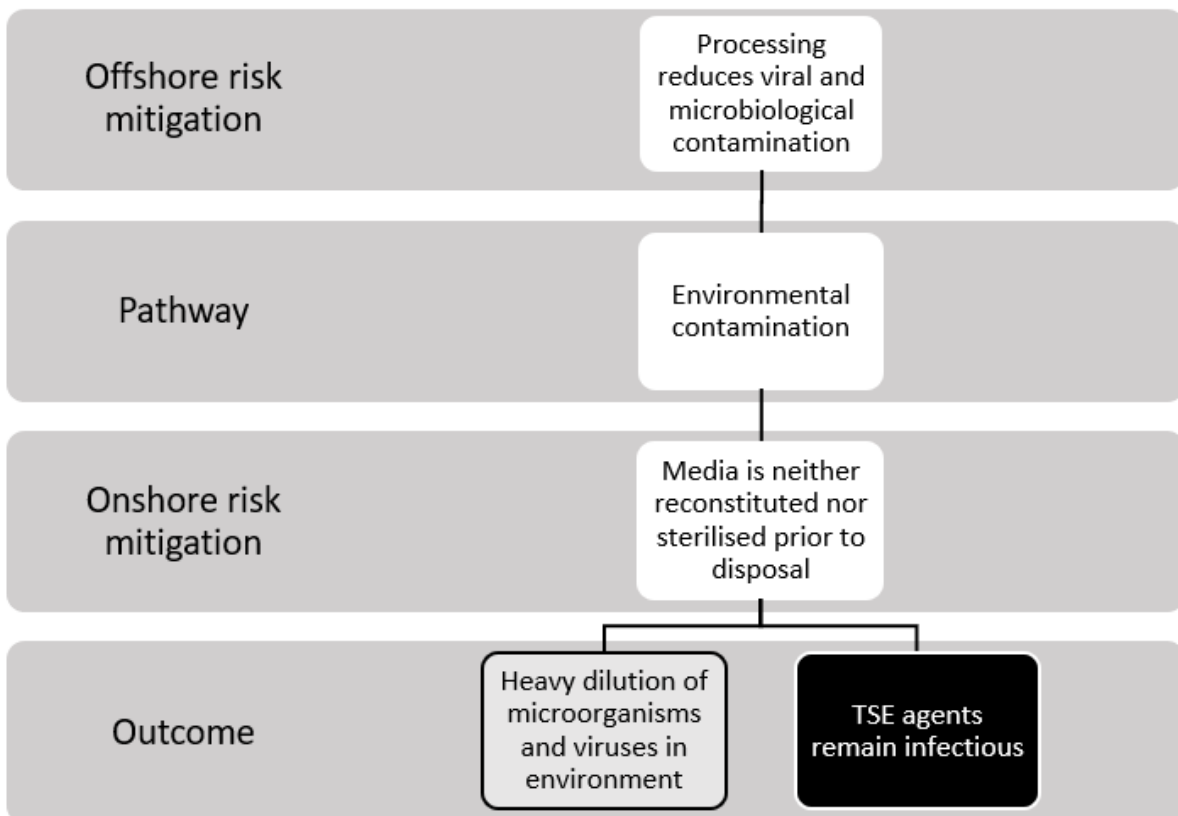 Offshore risk
mitigation
Processing
reduces viral and
microbiological
contamination
Pathway
Environmental
contamination
Onshore risk
mitigation
Media is neither
reconstituted nor
sterilised prior to
disposal
Outcome
Heavy dilution of
microorganisms
and viruses in
environment
TSE agents
remain infectious